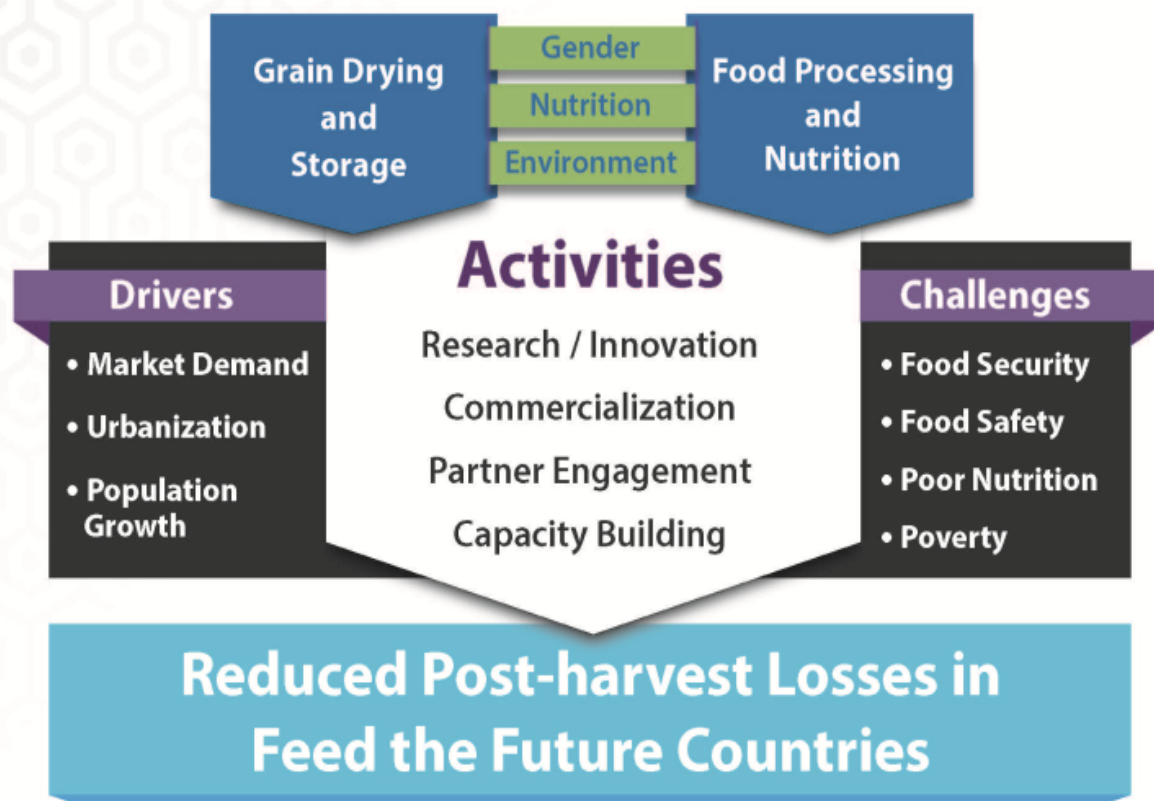 Grain Drying
and
Storage
Gender
Nutrition
Environment
Food Processing
and
Nutrition
Activities
Research / Innovation
Commercialization
Partner Engagement
Capacity Building
Drivers
• Market Demand
• Urbanization
• Population
Growth
Challenges
• Food Security
• Food Safety
• Poor Nutrition
• Poverty
Reduced Post-harvest Losses in
Feed the Future Countries